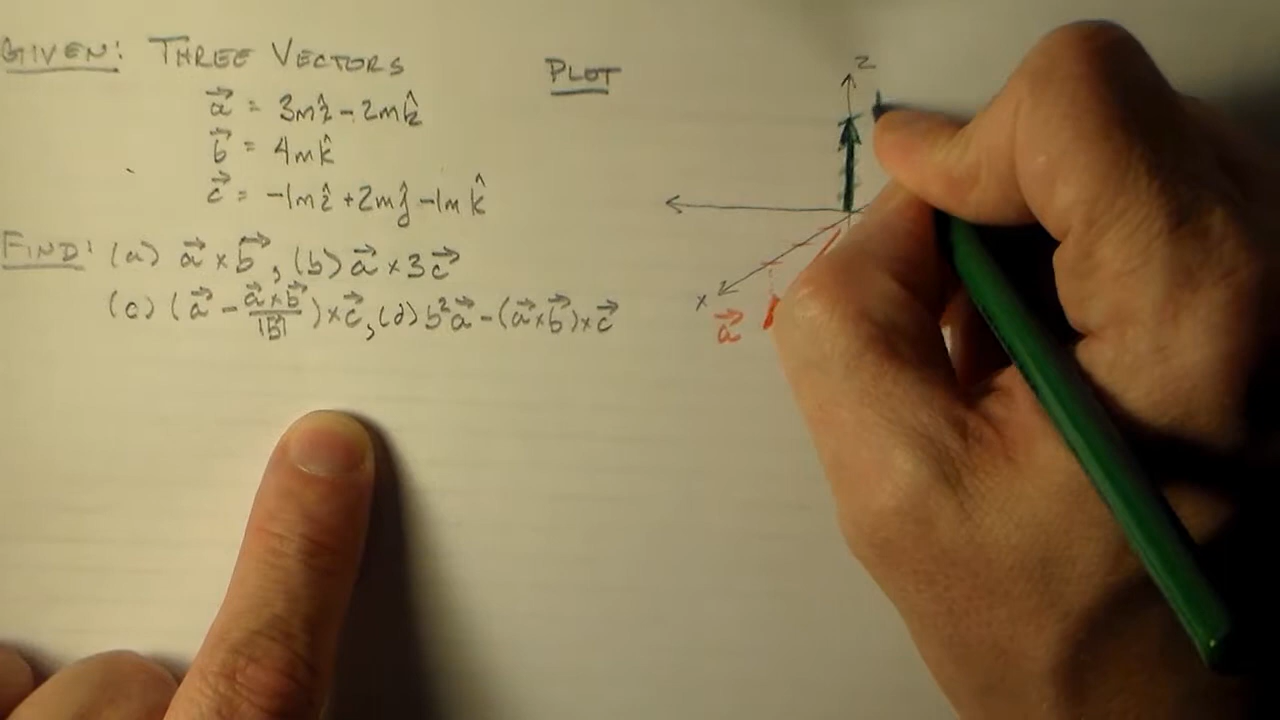 GIVEN: THREE VECTORS
a⃗ = 3m î - 2m k̂
b⃗ = 4m k̂
c⃗ = -1m î + 2m ĵ - 1m k̂
FIND: (a) a⃗ × b⃗, (b) a⃗ × 3c⃗
(c) (a⃗ - a⃗×b⃗/|b⃗|) × c⃗, (d) b²a⃗ - (a⃗×b⃗)×c⃗
PLOT
z
x
a⃗